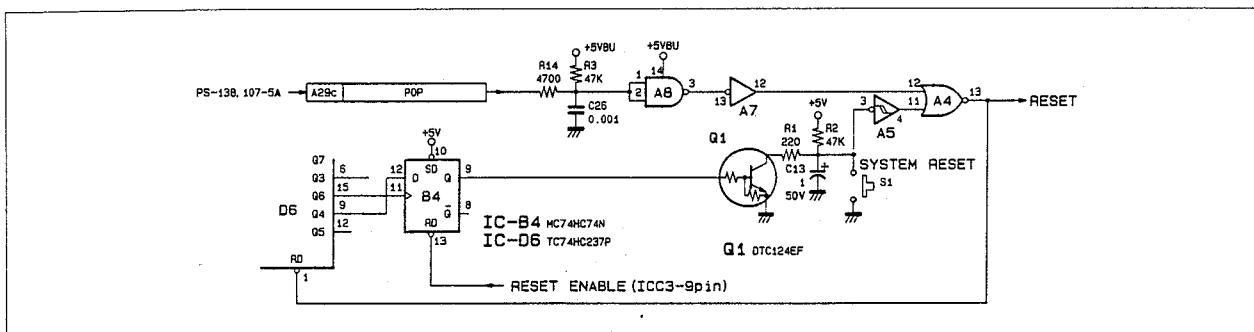 +5VBU
+5VBU
R14
4700
R3
47K
14
PS-138, 107-5A
A29c
POP
1
2
A8
3
13
A7
12
12
11
A4
13
RESET
C26
0.001
+5V
3
A5
4
R1
220
R2
47K
SYSTEM RESET
S1
C13
1
50V
+
Q1
+5V
10
SD
Q7
Q3
6
Q6
15
Q4
9
Q5
12
D6
12
D
11
B4
Q
9
Q
8
RD
13
IC-B4 MC74HC74N
IC-D6 TC74HC237P
Q1 DTC124EF
RD
1
RESET ENABLE (ICC3-9pin)